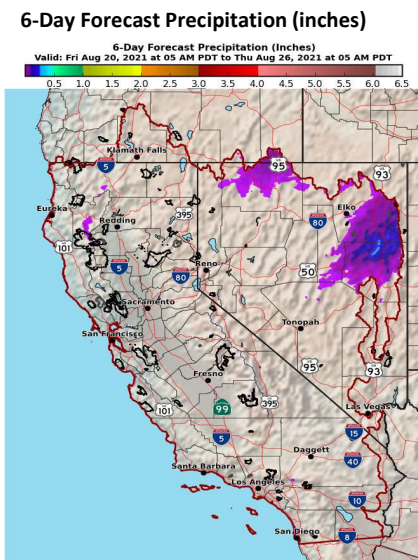 6-Day Forecast Precipitation (inches)
6-Day Forecast Precipitation (Inches)
Valid: Fri Aug 20, 2021 at 05 AM PDT to Thu Aug 26, 2021 at 05 AM PDT
0.5 1.0 1.5 2.0 2.5 3.0 3.5 4.0 4.5 5.0 5.5 6.0 6.5
Klamath Falls
5
95
93
Eureka
Redding
395
Elko
80
101
5
80
Reno
50
Sacramento
San Francisco
Tonopah
95
93
Fresno
101
99
395
Las Vegas
5
15
Daggett
40
Santa Barbara
Los Angeles
10
San Diego
8